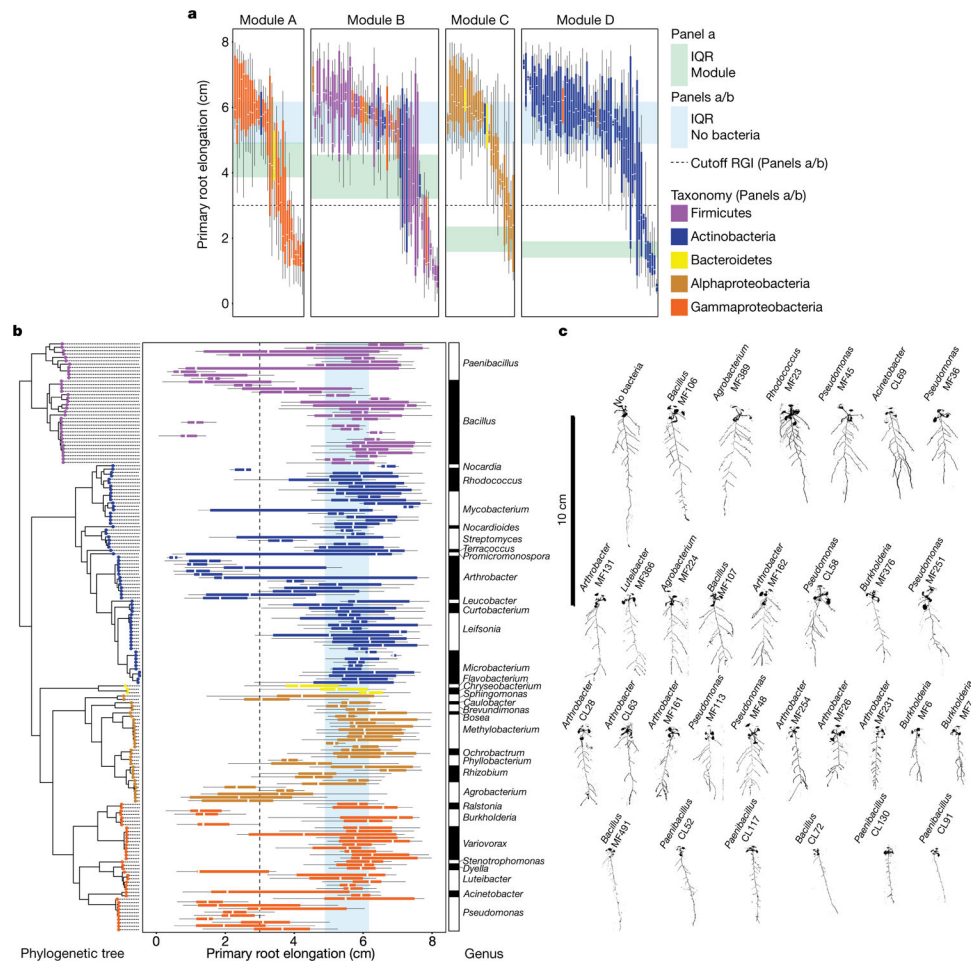 a
Module A
Module B
Module C
Module D
Primary root elongation (cm)
8
6
4
2
0
Panel a
IQR
Module
Panels a/b
IQR
No bacteria
Cutoff RGI (Panels a/b)
Taxonomy (Panels a/b)
Firmicutes
Actinobacteria
Bacteroidetes
Alphaproteobacteria
Gammaproteobacteria
b
Paenibacillus
Bacillus
Nocardia
Rhodococcus
Mycobacterium
Nocardioides
Streptomyces
Terracoccus
Promicromonospora
Arthrobacter
Leucobacter
Curtobacterium
Leifsonia
Microbacterium
Flavobacterium
Chryseobacterium
Sphingomonas
Caulobacter
Brevundimonas
Bosea
Methylobacterium
Ochrobactrum
Phyllobacterium
Rhizobium
Agrobacterium
Ralstonia
Burkholderia
Variovorax
Stenotrophomonas
Dyella
Luteibacter
Acinetobacter
Pseudomonas
0 2 4 6 8
Phylogenetic tree
Primary root elongation (cm)
Genus
c
10 cm
No bacteria
Bacillus
MF106
Agrobacterium
MF389
Rhodococcus
MF23
Pseudomonas
MF45
Acinetobacter
CL69
Pseudomonas
MF36
Arthrobacter
MF131
Luteibacter
MF366
Agrobacterium
MF224
Bacillus
MF107
Arthrobacter
MF162
Pseudomonas
CL58
Burkholderia
MF376
Pseudomonas
MF251
Arthrobacter
CL28
Arthrobacter
CL63
Arthrobacter
MF161
Pseudomonas
MF113
Pseudomonas
MF48
Arthrobacter
MF254
Arthrobacter
MF26
Arthrobacter
MF231
Burkholderia
MF6
Burkholderia
MF7
Bacillus
MF491
Paenibacillus
CL52
Paenibacillus
CL117
Bacillus
CL72
Paenibacillus
CL130
Paenibacillus
CL91